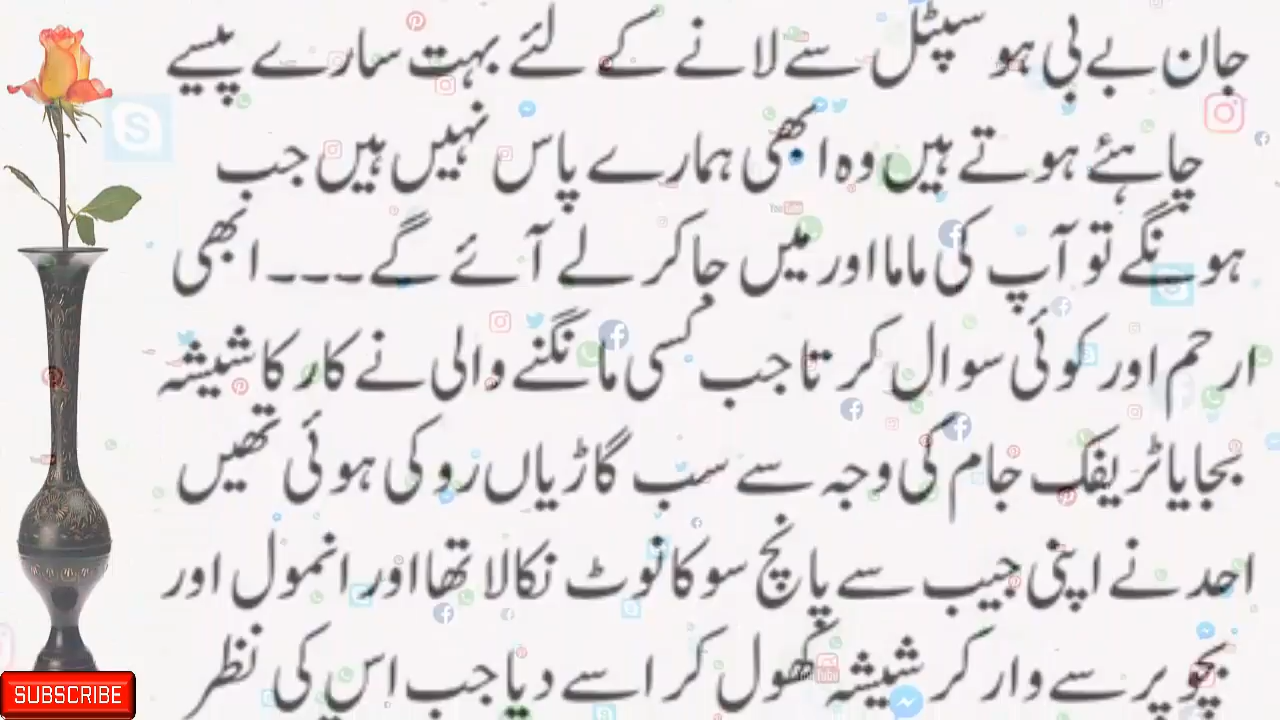 جان بے بی ہوسپٹل سے لانے کے لئے بہت سارے پیسے
چاہئے ہوتے ہیں وہ ابھی ہمارے پاس نہیں ہیں جب
ہونگے تو آپ کی ماما اور میں جا کر لے آئے گے۔۔۔ ابھی
ارحم اور کوئی سوال کرتا جب کسی مانگنے والی نے کار کا شیشہ
بجایا ٹریفک جام کی وجہ سے سب گاڑیاں روکی ہوئی تھیں
احد نے اپنی جیب سے پانچ سو کا نوٹ نکالا تھا اور انمول اور
بچو پر سے وار کر شیشہ کھول کر اسے دیا جب اس کی نظر
SUBSCRIBE